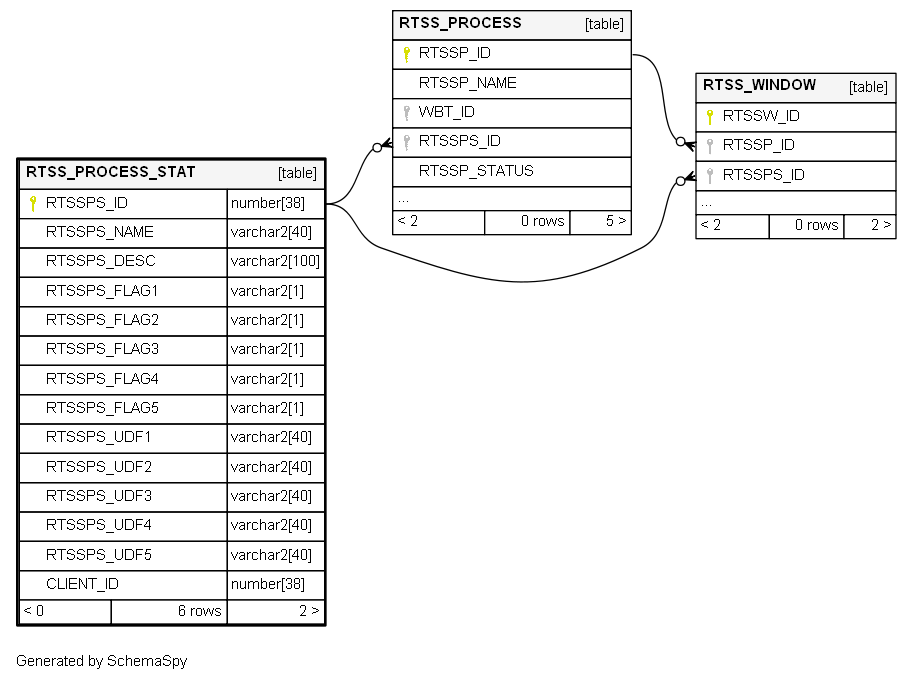 RTSS_PROCESS [table]
RTSSP_ID
RTSSP_NAME
WBT_ID
RTSSPS_ID
RTSSP_STATUS
...
< 2 0 rows 5 >
RTSS_WINDOW [table]
RTSSW_ID
RTSSP_ID
RTSSPS_ID
...
< 2 0 rows 2 >
RTSS_PROCESS_STAT [table]
RTSSPS_ID number[38]
RTSSPS_NAME varchar2[40]
RTSSPS_DESC varchar2[100]
RTSSPS_FLAG1 varchar2[1]
RTSSPS_FLAG2 varchar2[1]
RTSSPS_FLAG3 varchar2[1]
RTSSPS_FLAG4 varchar2[1]
RTSSPS_FLAG5 varchar2[1]
RTSSPS_UDF1 varchar2[40]
RTSSPS_UDF2 varchar2[40]
RTSSPS_UDF3 varchar2[40]
RTSSPS_UDF4 varchar2[40]
RTSSPS_UDF5 varchar2[40]
CLIENT_ID number[38]
< 0 6 rows 2 >
Generated by SchemaSpy